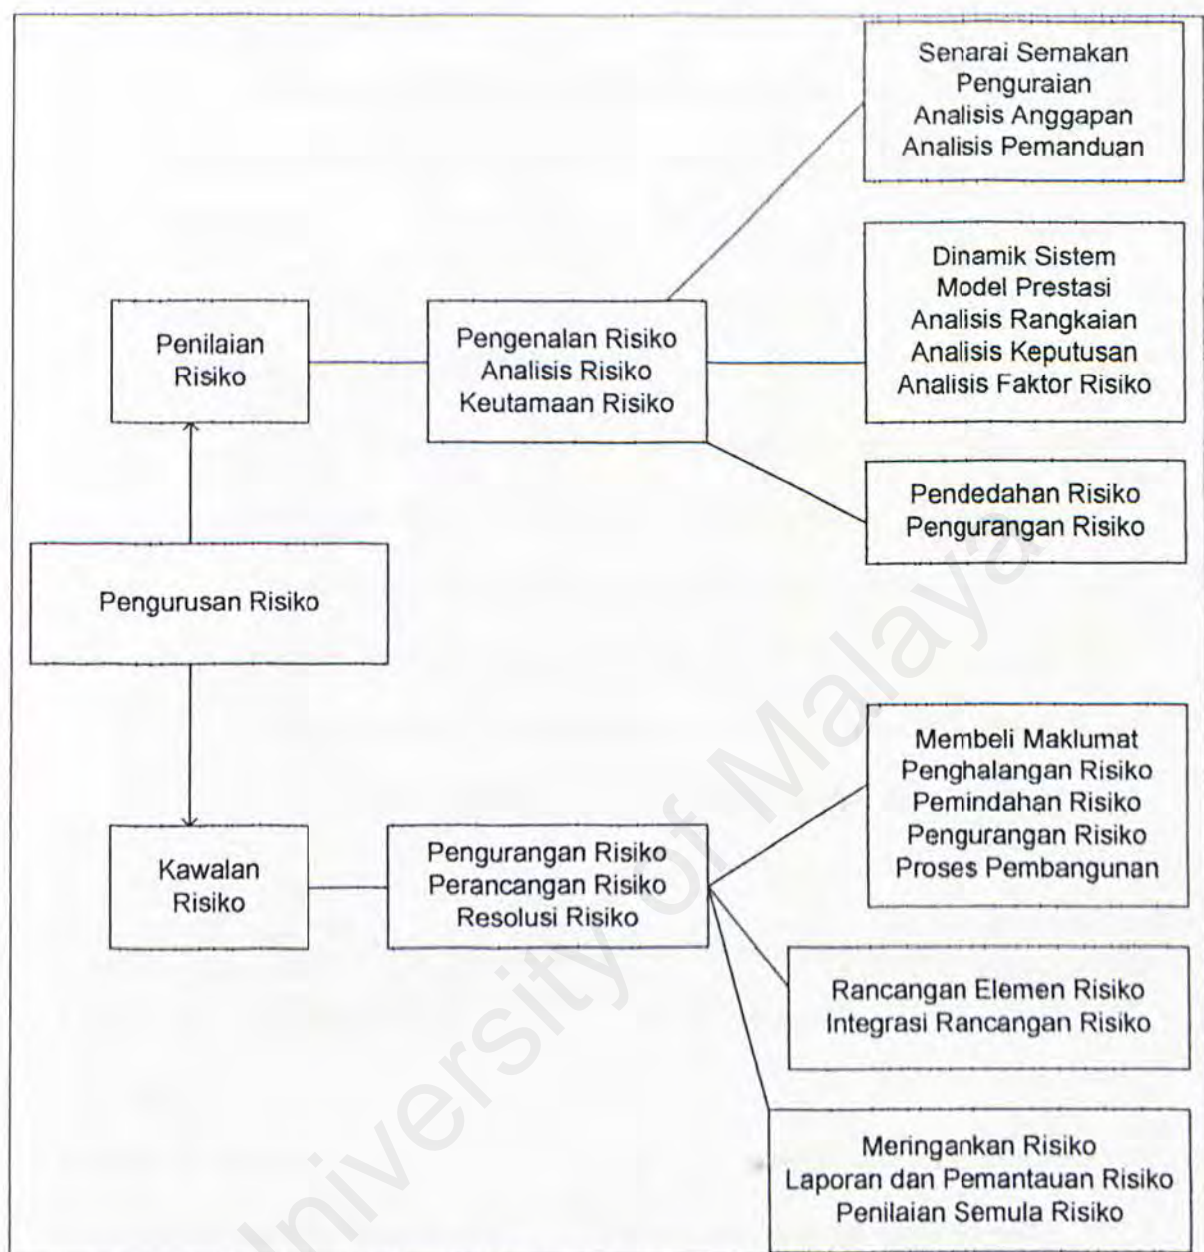 Senarai Semakan
Penguraian
Analisis Anggapan
Analisis Pemanduan
Dinamik Sistem
Model Prestasi
Analisis Rangkaian
Analisis Keputusan
Analisis Faktor Risiko
Penilaian
Risiko
Pengenalan Risiko
Analisis Risiko
Keutamaan Risiko
Pendedahan Risiko
Pengurangan Risiko
Pengurusan Risiko
Membeli Maklumat
Penghalangan Risiko
Pemindahan Risiko
Pengurangan Risiko
Proses Pembangunan
Kawalan
Risiko
Pengurangan Risiko
Perancangan Risiko
Resolusi Risiko
Rancangan Elemen Risiko
Integrasi Rancangan Risiko
Meringankan Risiko
Laporan dan Pemantauan Risiko
Penilaian Semula Risiko
University of Malaya